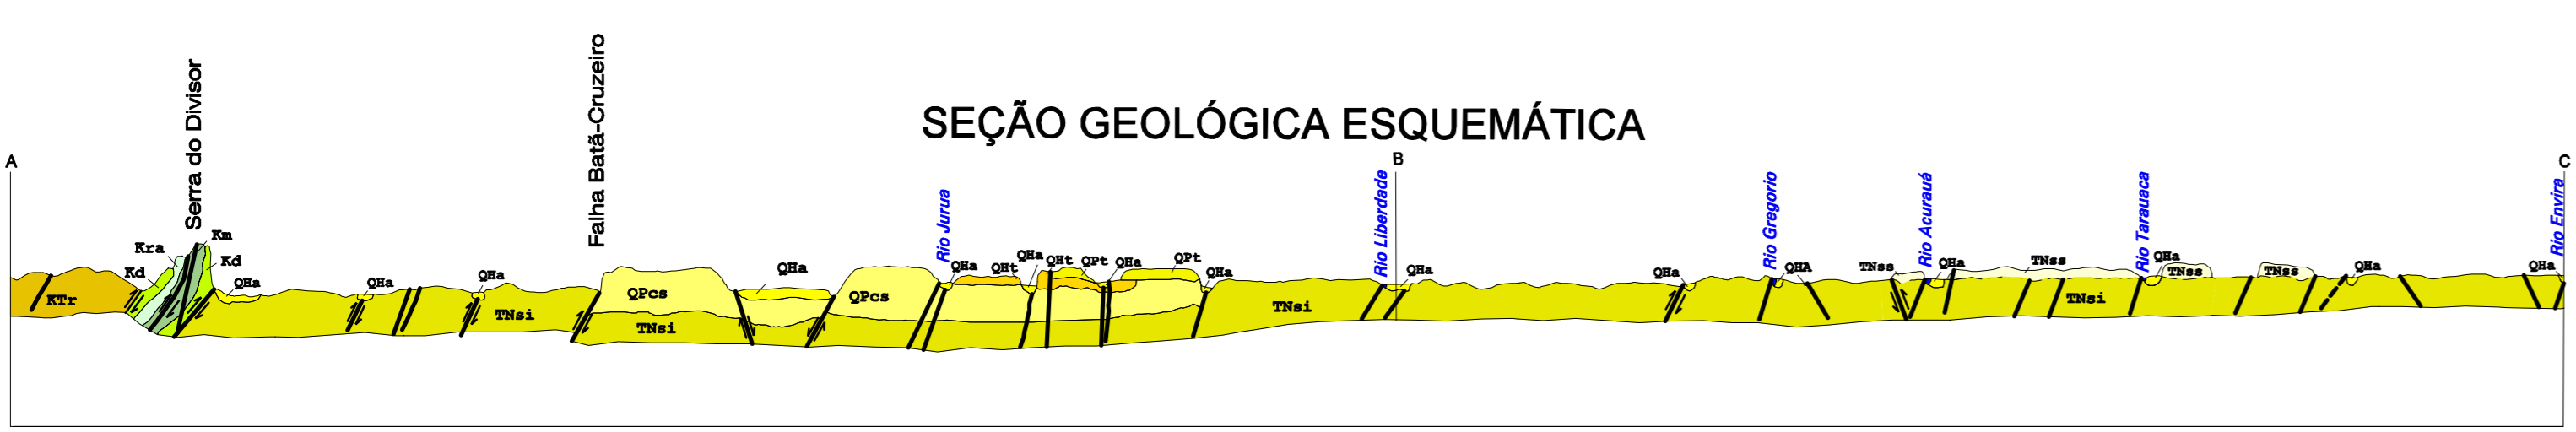 SEÇÃO GEOLÓGICA ESQUEMÁTICA
A
B
C
Serra do Divisor
Falha Batã-Cruzeiro
Rio Jurua
Rio Liberdade
Rio Gregorio
Rio Acurauá
Rio Tarauaca
Rio Envira
KTr
Kd
Kra
Km
Kd
QHa
QHa
QHa
TNsi
QPcs
TNsi
QHa
QPcs
QHa
QHt
QHa
QHt
QPt
QHa
QPt
QHa
TNsi
QHa
QHa
QHA
TNss
QHa
TNss
TNsi
QHa
TNss
TNss
QHa
QHa